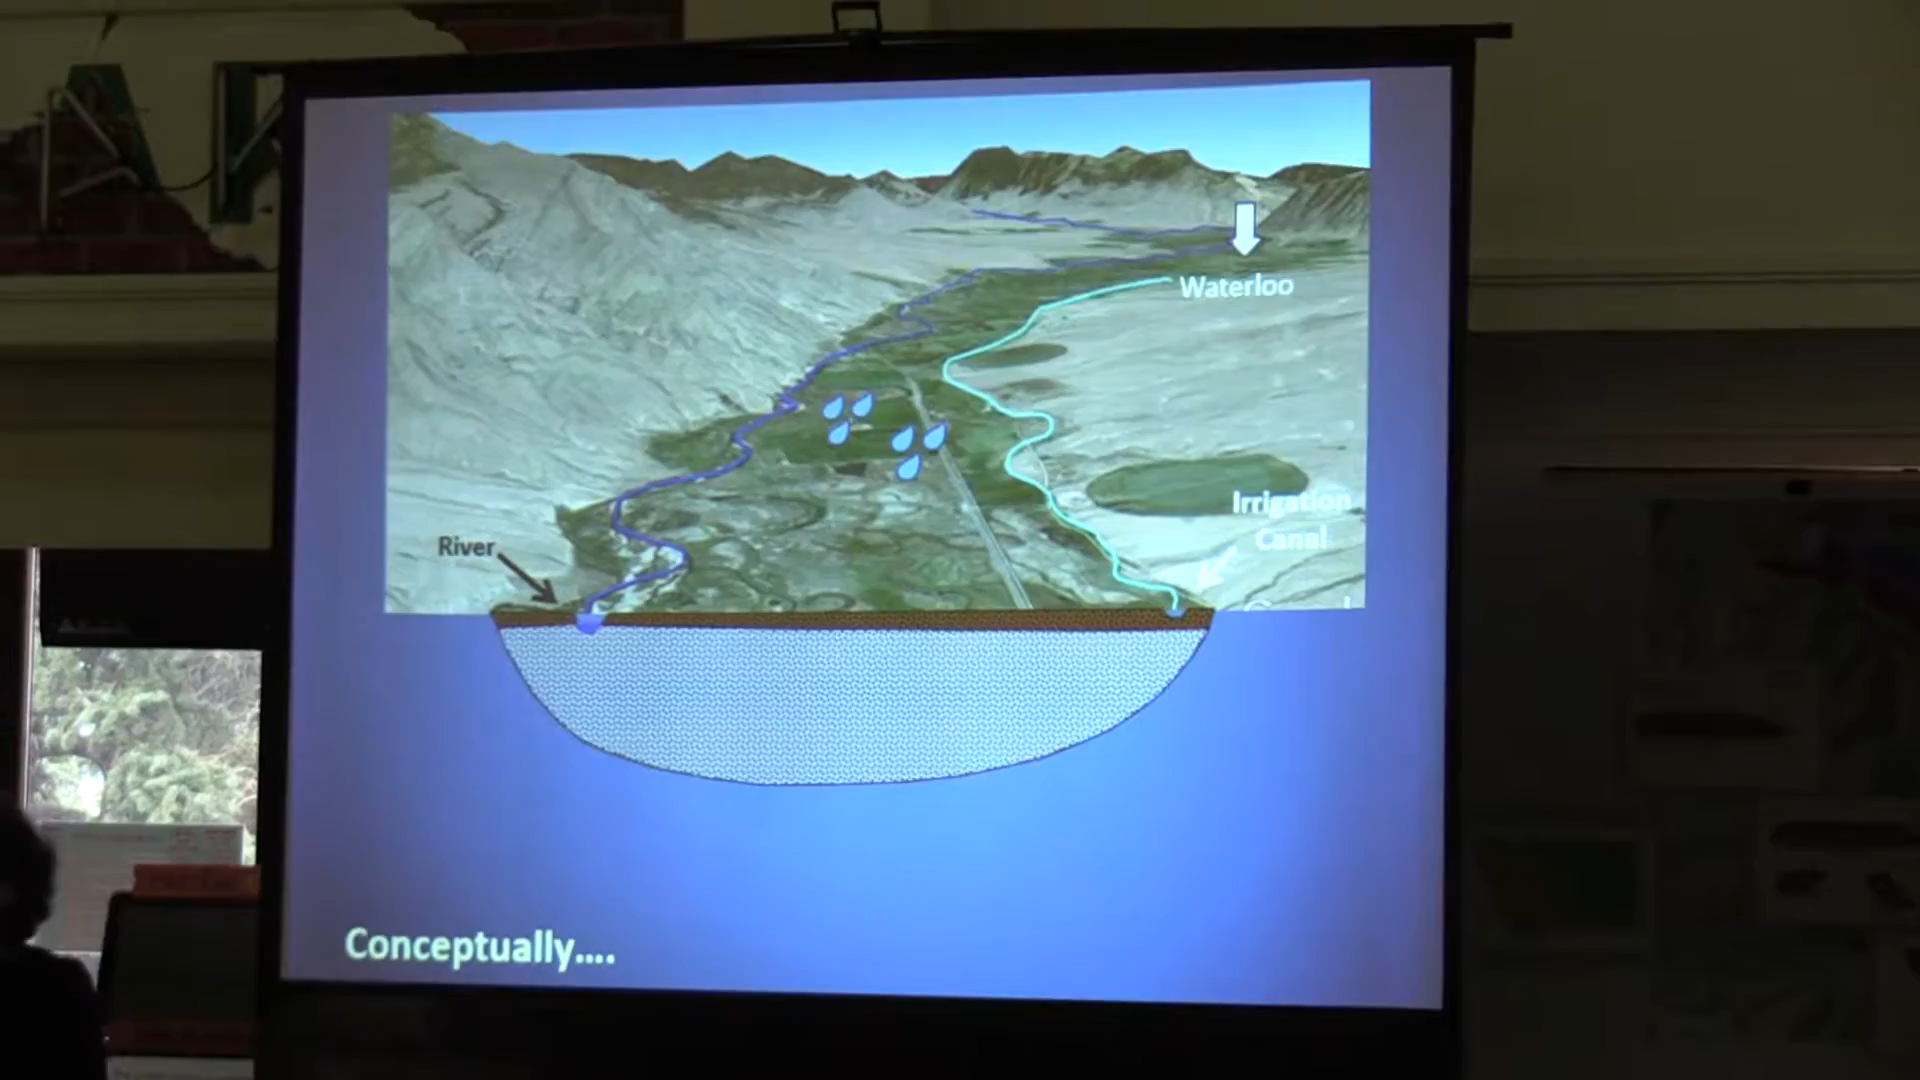 Waterloo
Irrigation
Canal
River
Conceptually....